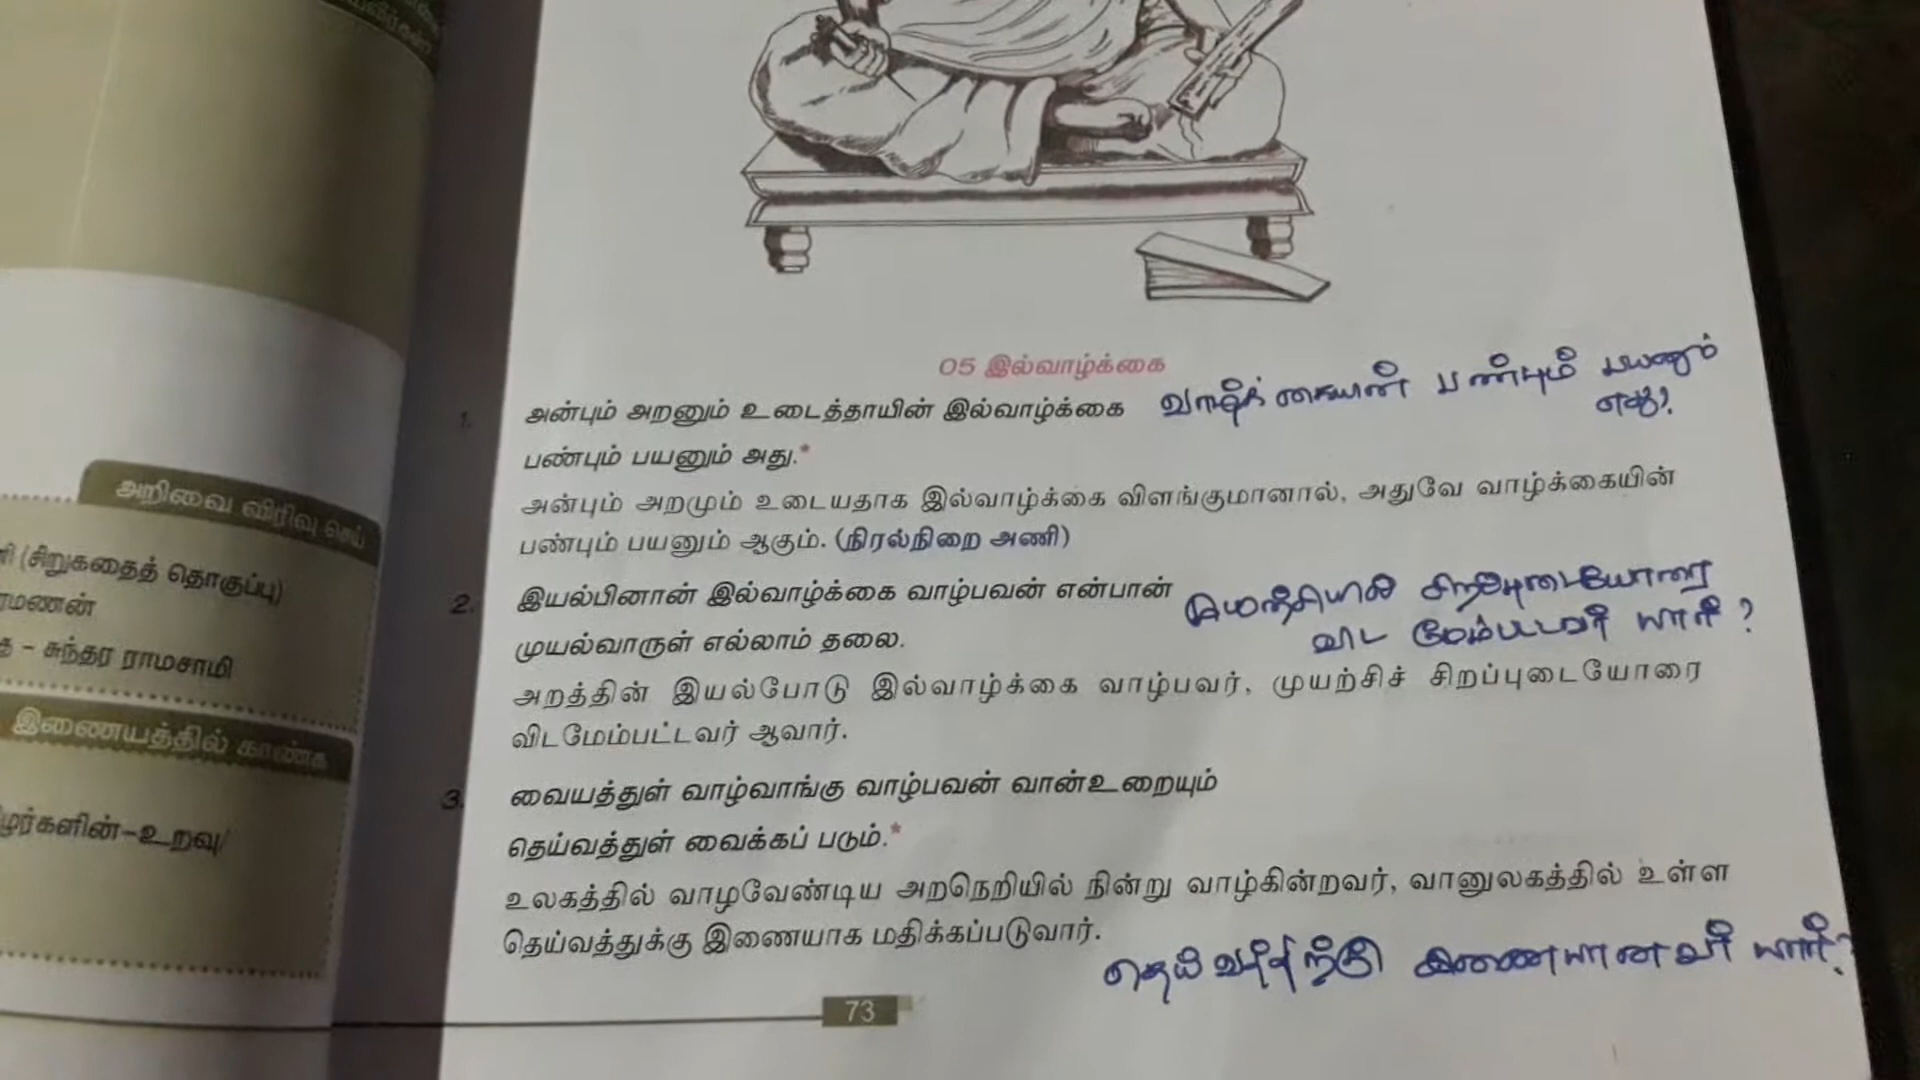 அறிவை விரிவு செய்
(சிறுகதைத் தொகுப்பு)
– சுந்தர ராமசாமி
இணையத்தில் காண்க
05 இல்வாழ்க்கை
1. அன்பும் அறனும் உடைத்தாயின் இல்வாழ்க்கை வாழ்க்கையின் பண்பும் பயனும்
எது?
பண்பும் பயனும் அது.*
அன்பும் அறமும் உடையதாக இல்வாழ்க்கை விளங்குமானால், அதுவே வாழ்க்கையின்
பண்பும் பயனும் ஆகும். (நிரல்நிறை அணி)
2. இயல்பினான் இல்வாழ்க்கை வாழ்பவன் என்பான் சிறப்புடையோரை
முயல்வாருள் எல்லாம் தலை. விட மேம்பட்டவர் யார்?
அறத்தின் இயல்போடு இல்வாழ்க்கை வாழ்பவர், முயற்சிச் சிறப்புடையோரை
விடமேம்பட்டவர் ஆவார்.
3. வையத்துள் வாழ்வாங்கு வாழ்பவன் வான்உறையும்
தெய்வத்துள் வைக்கப் படும்.*
உலகத்தில் வாழவேண்டிய அறநெறியில் நின்று வாழ்கின்றவர், வானுலகத்தில் உள்ள
தெய்வத்துக்கு இணையாக மதிக்கப்படுவார்.
இணையானவர் யார்?
73